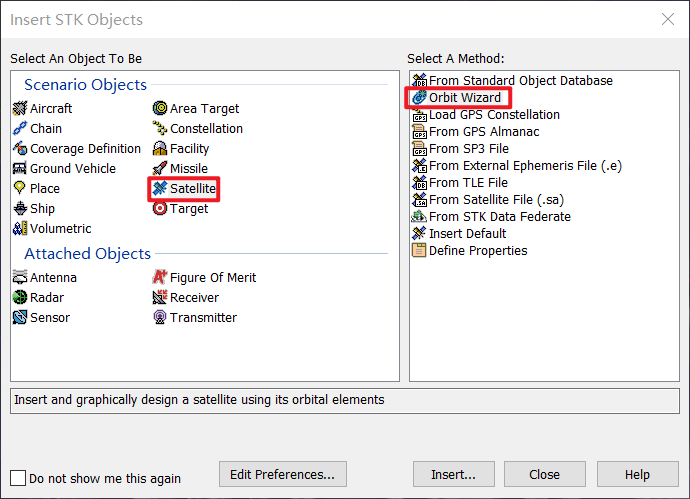 Insert STK Objects
Select An Object To Be
Scenario Objects
Aircraft
Area Target
Chain
Constellation
Coverage Definition
Facility
Ground Vehicle
Missile
Place
Satellite
Ship
Target
Volumetric
Attached Objects
Antenna
Figure Of Merit
Radar
Receiver
Sensor
Transmitter
Select A Method:
From Standard Object Database
Orbit Wizard
Load GPS Constellation
From GPS Almanac
From SP3 File
From External Ephemeris File (.e)
From TLE File
From Satellite File (.sa)
From STK Data Federate
Insert Default
Define Properties
Insert and graphically design a satellite using its orbital elements
Do not show me this again
Edit Preferences...
Insert...
Close
Help